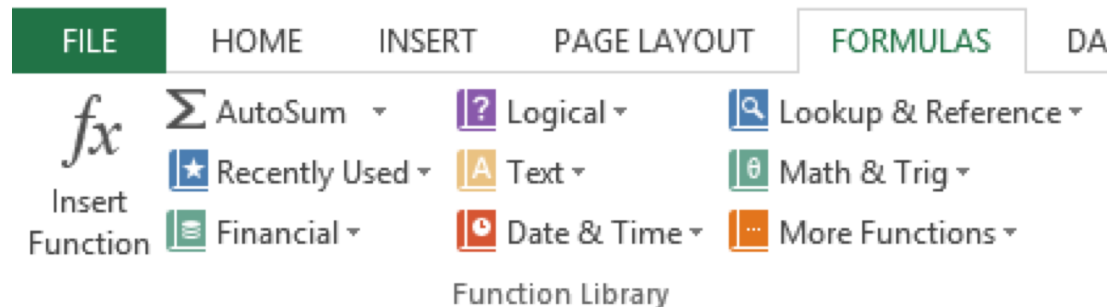 FILE HOME INSERT PAGE LAYOUT FORMULAS DA
fx Insert Function
Σ AutoSum
Recently Used
Financial
? Logical
A Text
Date & Time
Lookup & Reference
θ Math & Trig
... More Functions
Function Library